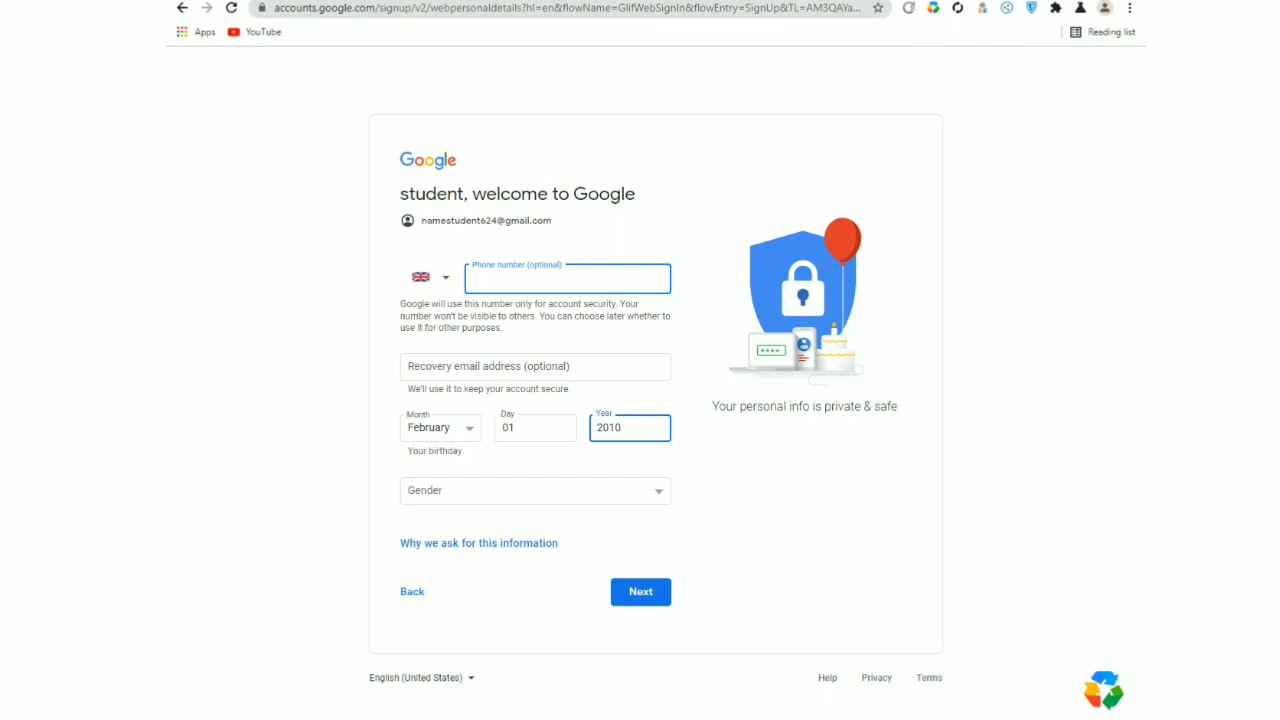 accounts.google.com/signup/v2/webpersonaldetails?hl=en&flowName=GlifWebSignIn&flowEntry=SignUp&TL=AM3QAYa...
Apps
YouTube
Reading list
Google
student, welcome to Google
namestudent624@gmail.com
Phone number (optional)
Google will use this number only for account security. Your
number won't be visible to others. You can choose later whether to
use it for other purposes.
Recovery email address (optional)
We'll use it to keep your account secure
Month
Day
Year
February
01
2010
Your birthday
Gender
Why we ask for this information
Back
Next
Your personal info is private & safe
English (United States)
Help
Privacy
Terms